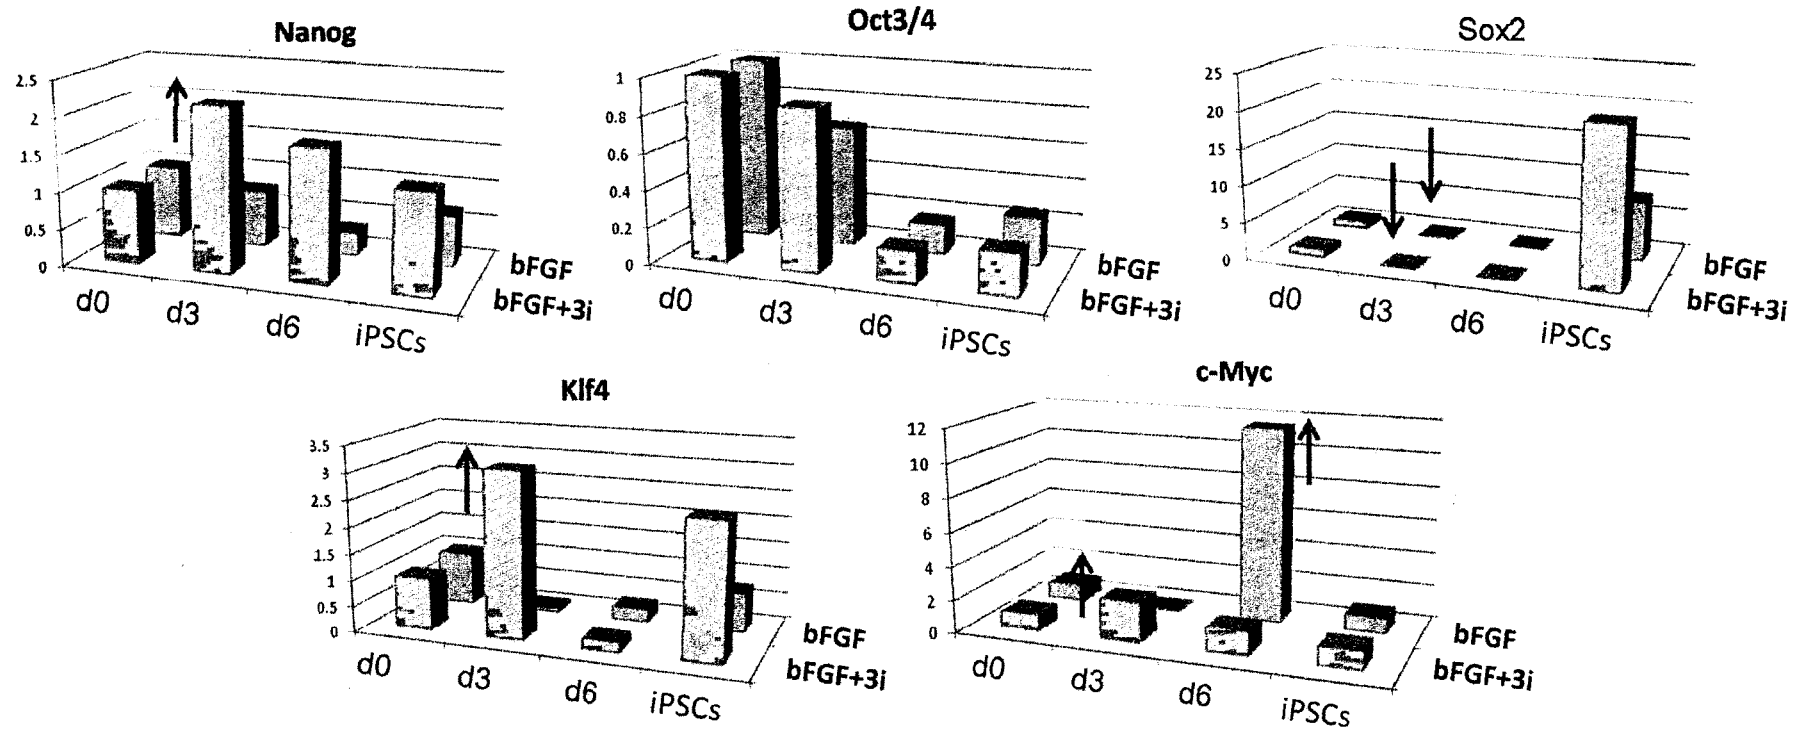 Nanog
2.5
2
1.5
1
0.5
0
d0
d3
d6
iPSCs
bFGF
bFGF+3i
Oct3/4
1
0.8
0.6
0.4
0.2
0
d0
d3
d6
iPSCs
bFGF
bFGF+3i
Sox2
25
20
15
10
5
0
d0
d3
d6
iPSCs
bFGF
bFGF+3i
Klf4
3.5
3
2.5
2
1.5
1
0.5
0
d0
d3
d6
iPSCs
bFGF
bFGF+3i
c-Myc
12
10
8
6
4
2
0
d0
d3
d6
iPSCs
bFGF
bFGF+3i